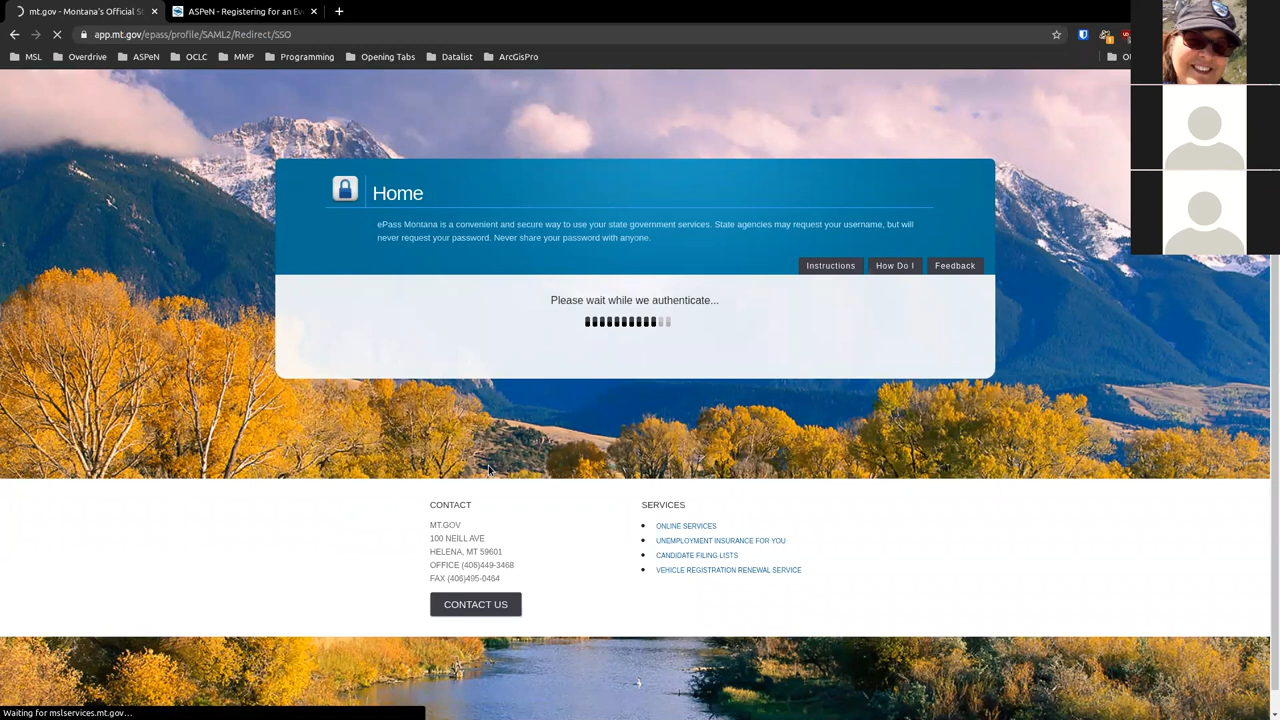 mt.gov - Montana's Official S
ASPeN - Registering for an Ev
app.mt.gov/epass/profile/SAML2/Redirect/SSO
MSL
Overdrive
ASPeN
OCLC
MMP
Programming
Opening Tabs
Datalist
ArcGisPro
Home
ePass Montana is a convenient and secure way to use your state government services. State agencies may request your username, but will
never request your password. Never share your password with anyone.
Instructions
How Do I
Feedback
Please wait while we authenticate...
CONTACT
MT.GOV
100 NEILL AVE
HELENA, MT 59601
OFFICE (406)449-3468
FAX (406)495-0464
CONTACT US
SERVICES
ONLINE SERVICES
UNEMPLOYMENT INSURANCE FOR YOU
CANDIDATE FILING LISTS
VEHICLE REGISTRATION RENEWAL SERVICE
Waiting for mslservices.mt.gov...